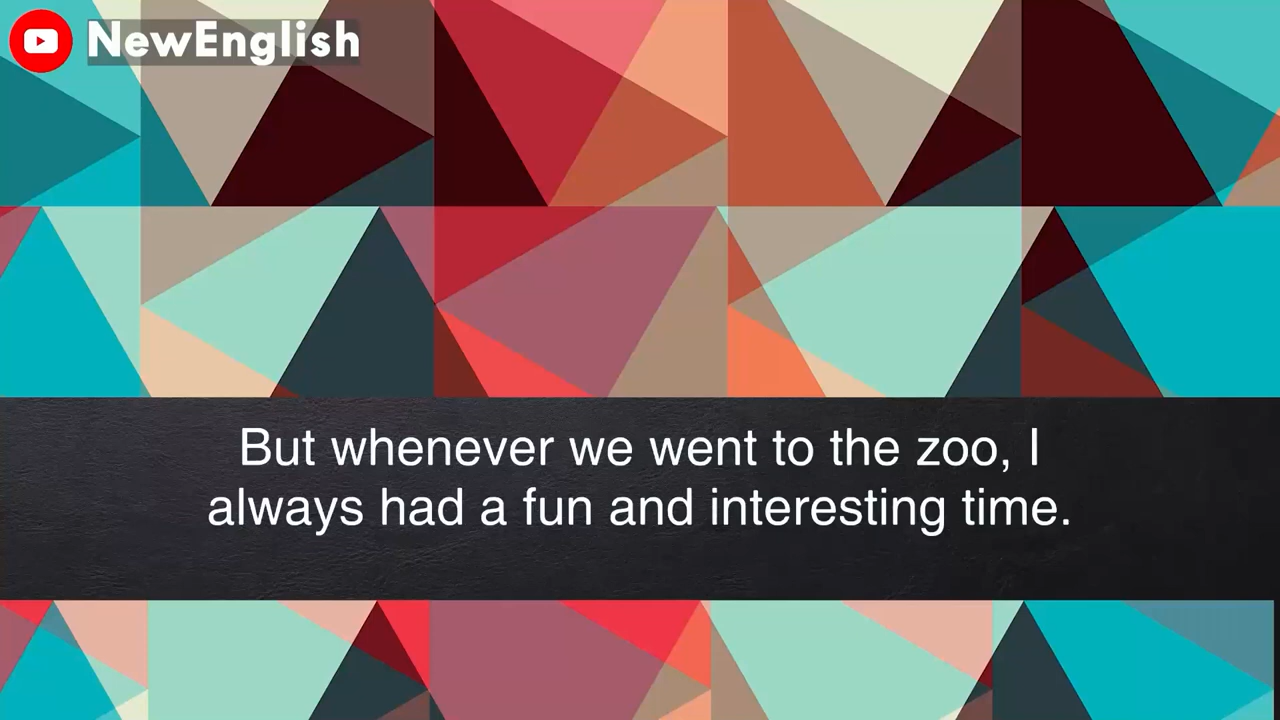 NewEnglish
But whenever we went to the zoo, I
always had a fun and interesting time.